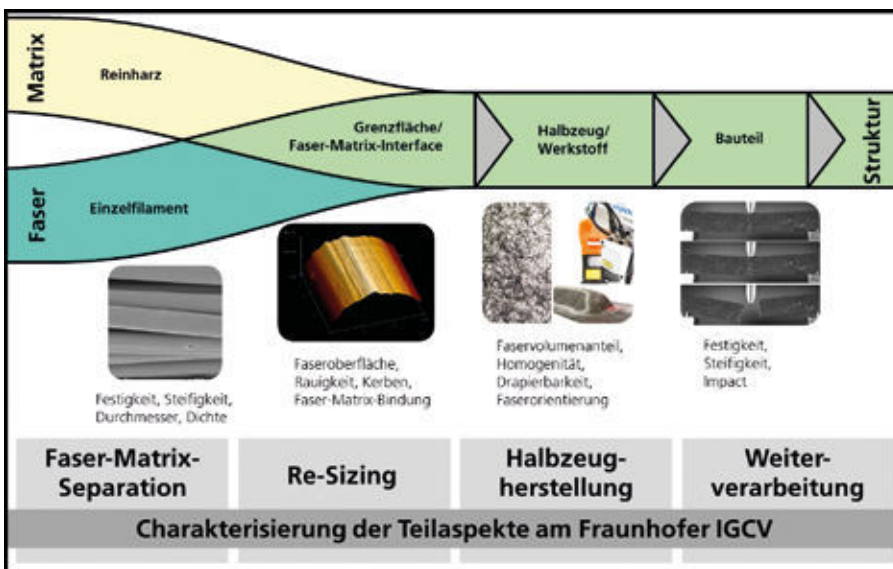 Matrix
Reinharz
Grenzfläche/
Faser-Matrix-Interface
Halbzeug/
Werkstoff
Bauteil
Struktur
Faser
Einzelfilament
Festigkeit, Steifigkeit,
Durchmesser, Dichte
Faseroberfläche,
Rauigkeit, Kerben,
Faser-Matrix-Bindung
Faservolumenanteil,
Homogenität,
Drapierbarkeit,
Faserorientierung
Festigkeit,
Steifigkeit,
Impact
Faser-Matrix-
Separation
Re-Sizing
Halbzeug-
herstellung
Weiter-
verarbeitung
Charakterisierung der Teilaspekte am Fraunhofer IGCV